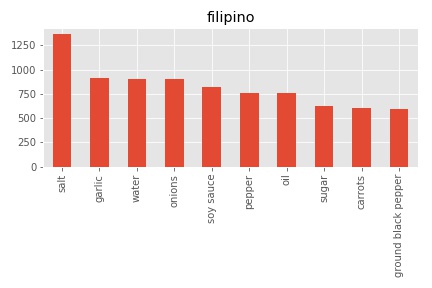 filipino
1250
1000
750
500
250
0
salt
garlic
water
onions
soy sauce
pepper
oil
sugar
carrots
ground black pepper